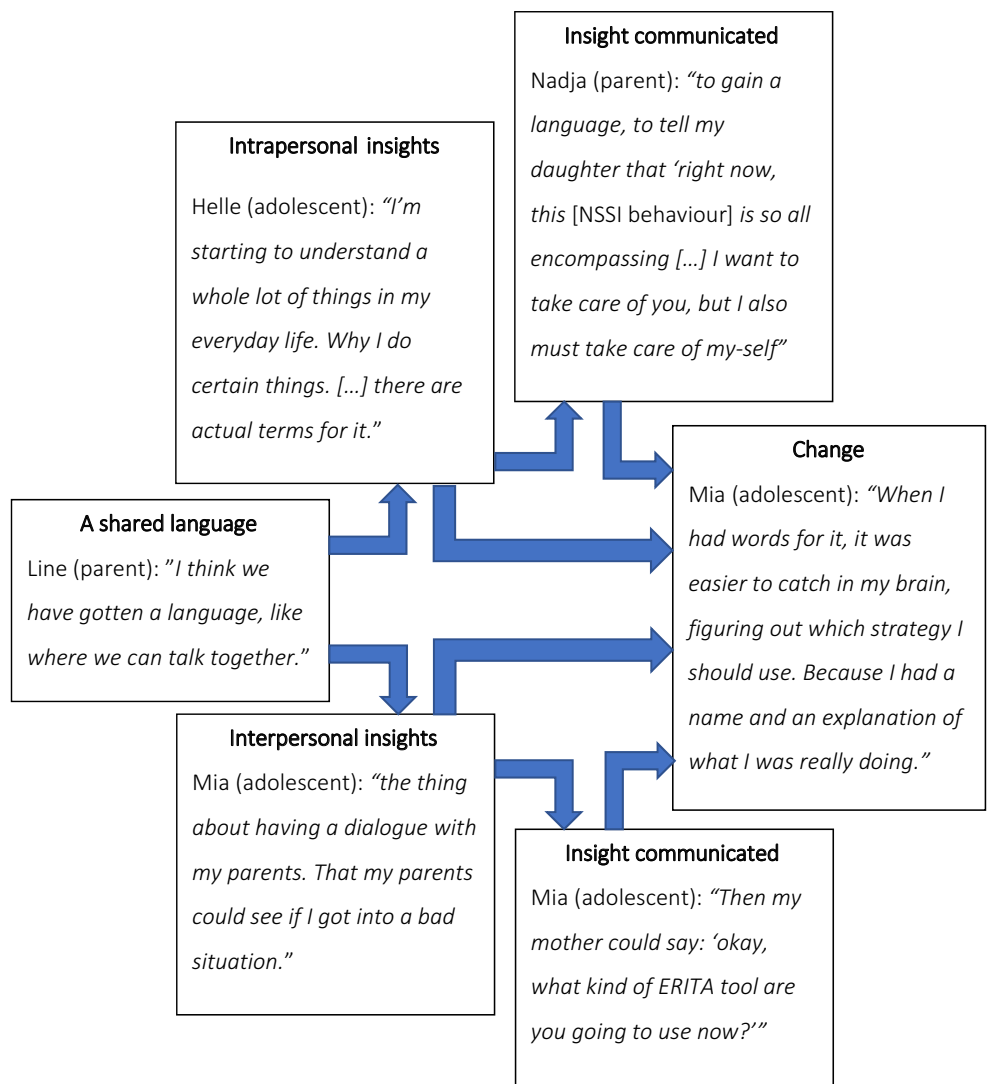 Insight communicated
Nadja (parent): “to gain a
language, to tell my
daughter that ‘right now,
this [NSSI behaviour] is so all
encompassing […] I want to
take care of you, but I also
must take care of my-self”
Intrapersonal insights
Helle (adolescent): “I’m
starting to understand a
whole lot of things in my
everyday life. Why I do
certain things. […] there are
actual terms for it.”
A shared language
Line (parent): ”I think we
have gotten a language, like
where we can talk together.”
Change
Mia (adolescent): “When I
had words for it, it was
easier to catch in my brain,
figuring out which strategy I
should use. Because I had a
name and an explanation of
what I was really doing.”
Interpersonal insights
Mia (adolescent): “the thing
about having a dialogue with
my parents. That my parents
could see if I got into a bad
situation.”
Insight communicated
Mia (adolescent): “Then my
mother could say: ‘okay,
what kind of ERITA tool are
you going to use now?’”